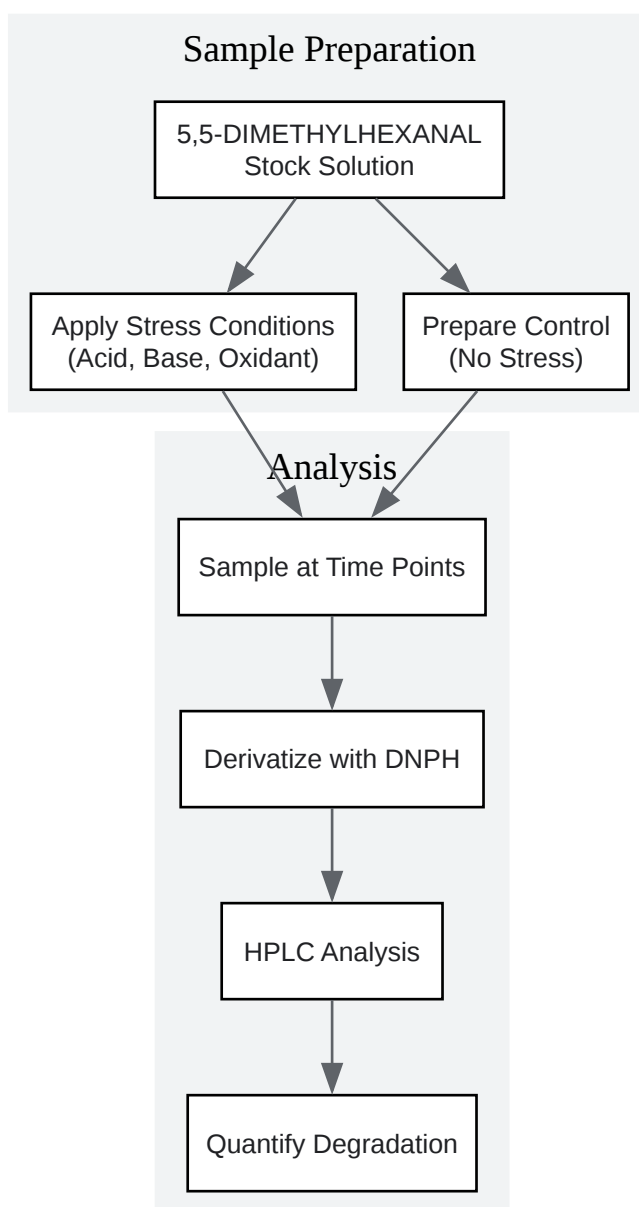 Sample Preparation
5,5-DIMETHYLHEXANAL
Stock Solution
Apply Stress Conditions
(Acid, Base, Oxidant)
Prepare Control
(No Stress)
Analysis
Sample at Time Points
Derivatize with DNPH
HPLC Analysis
Quantify Degradation